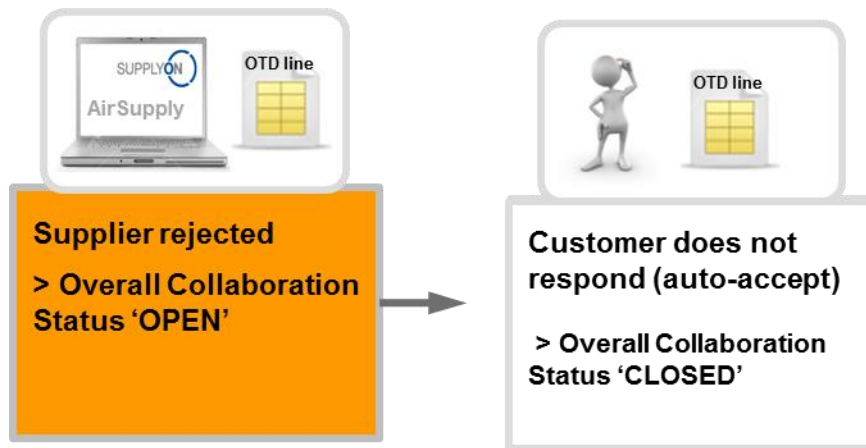 SUPPLYON
AirSupply
OTD line
Supplier rejected
> Overall Collaboration
Status ‘OPEN’
OTD line
Customer does not
respond (auto-accept)
> Overall Collaboration
Status ‘CLOSED’